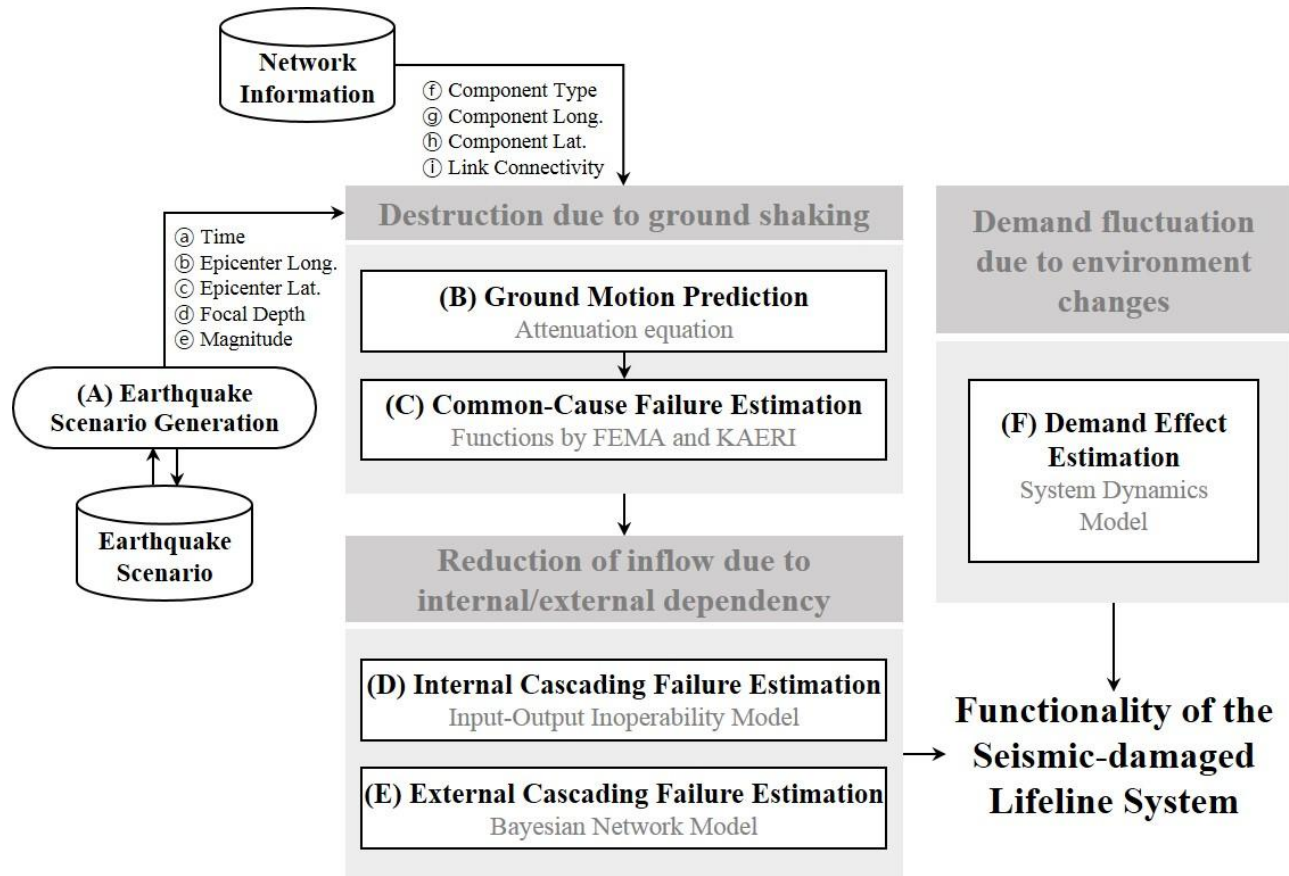 Network
Information
ⓕ Component Type
ⓖ Component Long.
ⓗ Component Lat.
ⓘ Link Connectivity
Destruction due to ground shaking
ⓐ Time
ⓑ Epicenter Long.
ⓒ Epicenter Lat.
ⓓ Focal Depth
ⓔ Magnitude
(A) Earthquake
Scenario Generation
Earthquake
Scenario
(B) Ground Motion Prediction
Attenuation equation
(C) Common-Cause Failure Estimation
Functions by FEMA and KAERI
Reduction of inflow due to
internal/external dependency
(D) Internal Cascading Failure Estimation
Input-Output Inoperability Model
(E) External Cascading Failure Estimation
Bayesian Network Model
Demand fluctuation
due to environment
changes
(F) Demand Effect
Estimation
System Dynamics
Model
Functionality of the
Seismic-damaged
Lifeline System